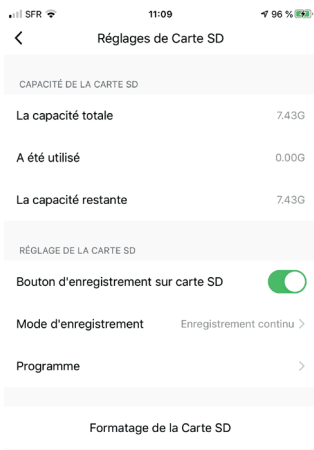 SFR 11:09 96 %
Réglages de Carte SD
CAPACITÉ DE LA CARTE SD
La capacité totale 7.43G
A été utilisé 0.00G
La capacité restante 7.43G
RÉGLAGE DE LA CARTE SD
Bouton d'enregistrement sur carte SD
Mode d'enregistrement Enregistrement continu
Programme
Formatage de la Carte SD